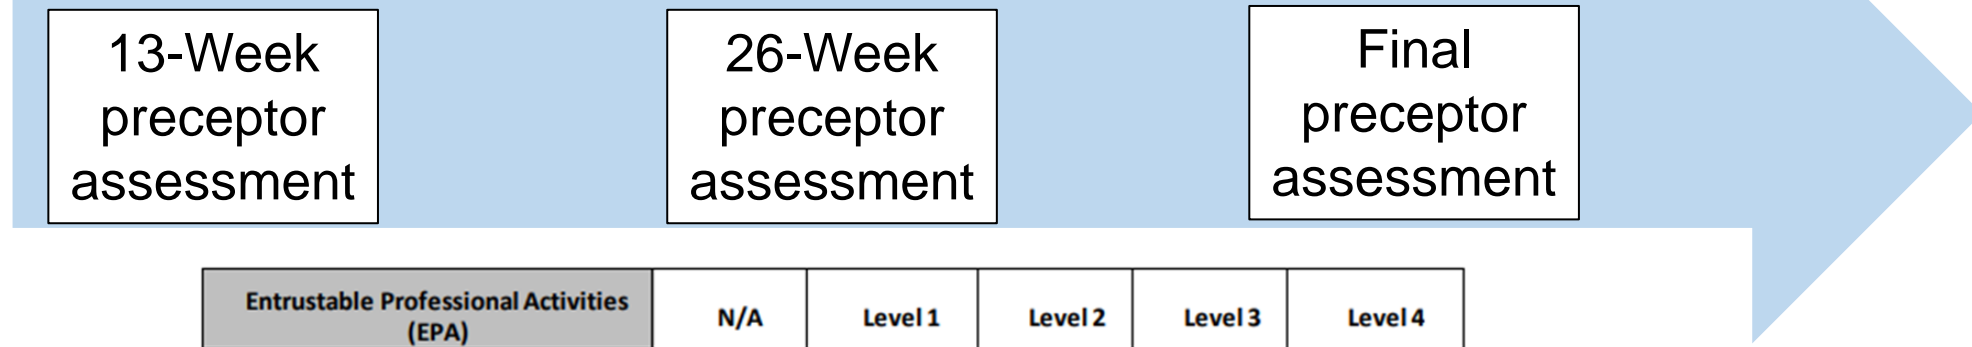 13-Week
preceptor
assessment
26-Week
preceptor
assessment
Final
preceptor
assessment
Entrustable Professional Activities
(EPA)
N/A
Level 1
Level 2
Level 3
Level 4